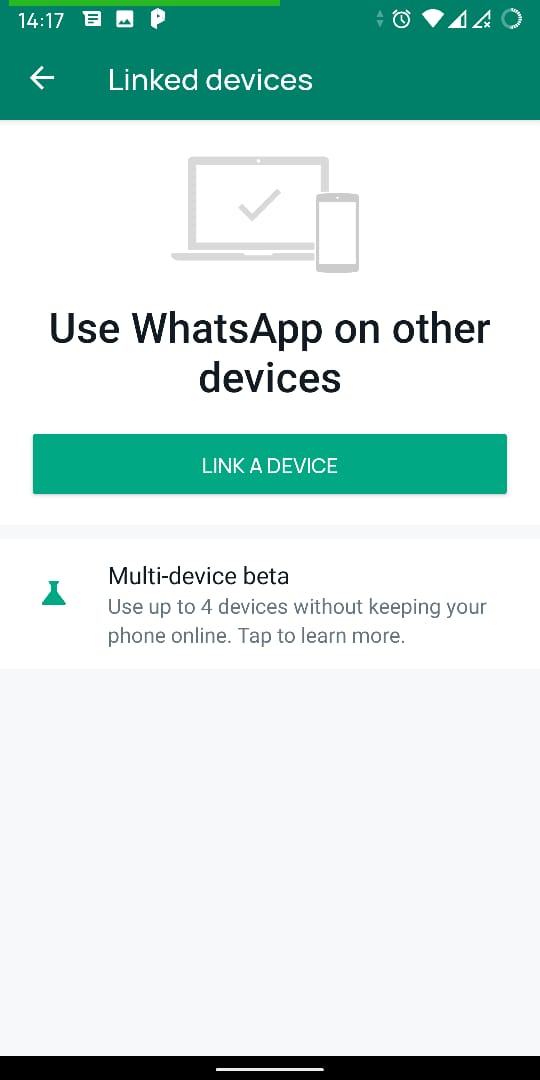 14:17
Linked devices
Use WhatsApp on other
devices
LINK A DEVICE
Multi-device beta
Use up to 4 devices without keeping your
phone online. Tap to learn more.